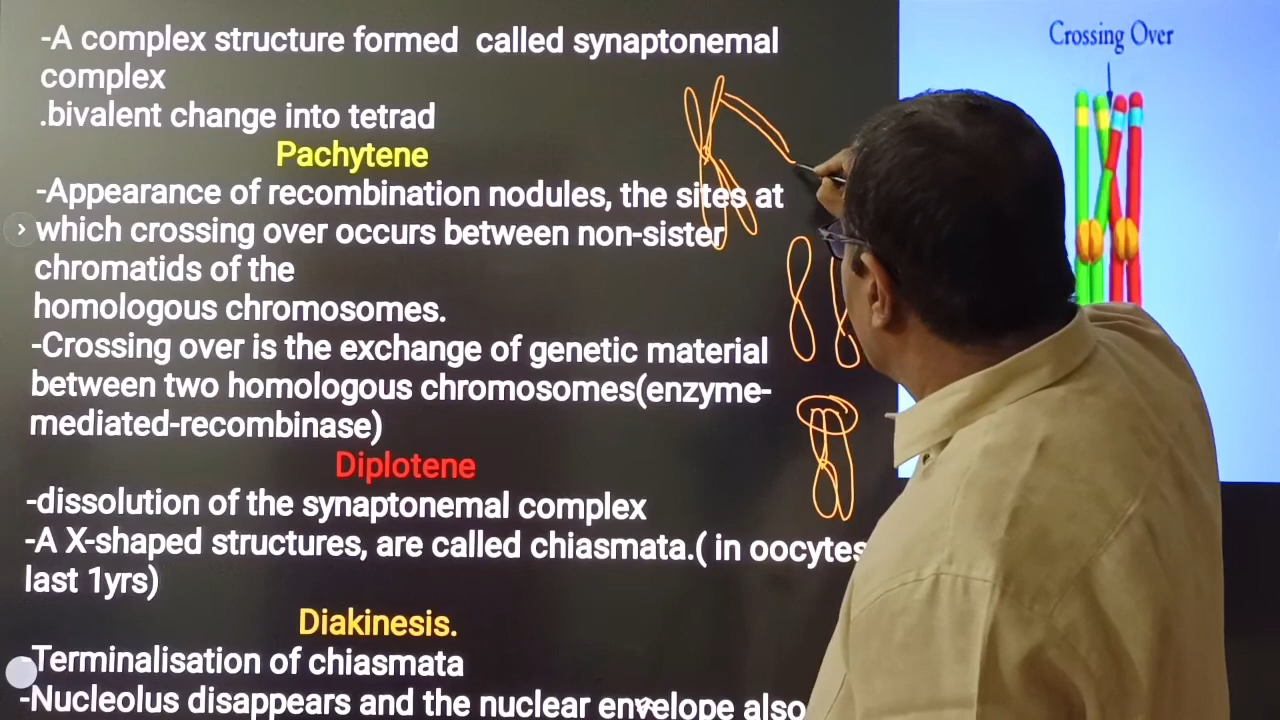 -A complex structure formed called synaptonemal
complex
.bivalent change into tetrad
Pachytene
-Appearance of recombination nodules, the sites at
which crossing over occurs between non-sister
chromatids of the
homologous chromosomes.
-Crossing over is the exchange of genetic material
between two homologous chromosomes(enzyme-
mediated-recombinase)
Diplotene
-dissolution of the synaptonemal complex
-A X-shaped structures, are called chiasmata.( in oocytes
last 1yrs)
Diakinesis.
-Terminalisation of chiasmata
-Nucleolus disappears and the nuclear envelope also
Crossing Over